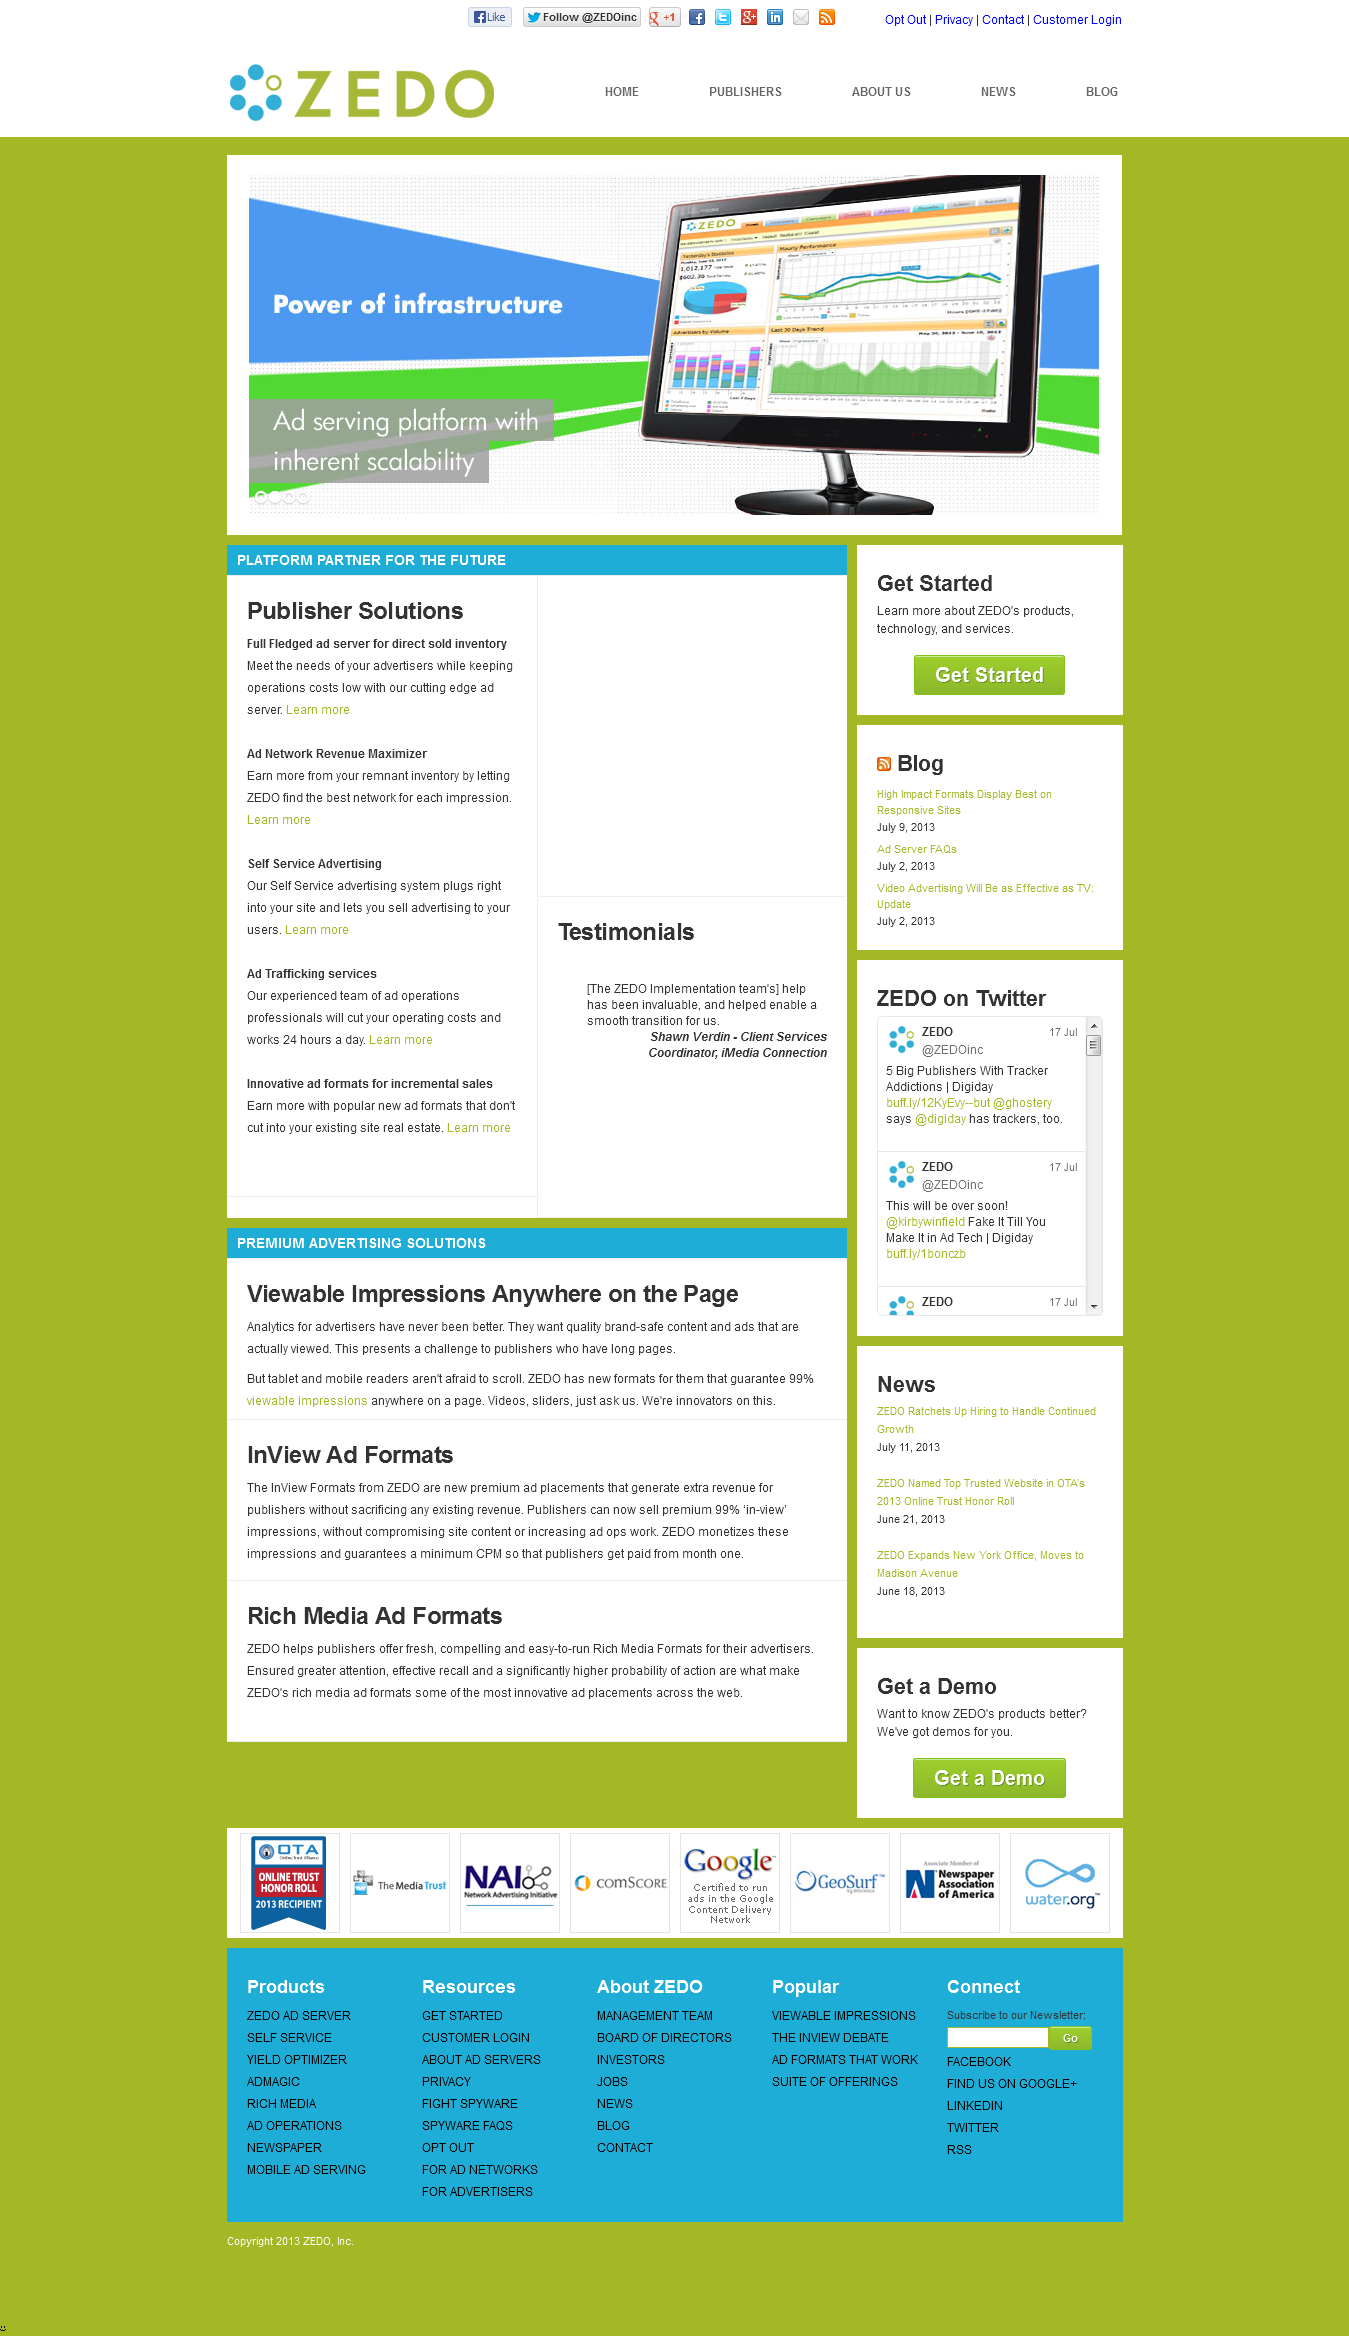 Like
Follow @ZEDOinc
+1
Opt Out | Privacy | Contact | Customer Login
ZEDO
HOME
PUBLISHERS
ABOUT US
NEWS
BLOG
Power of infrastructure
Ad serving platform with
inherent scalability
ZEDO
Yesterday's Statistics
1,012,177
$602.36
Hourly Performance
Advertisers by Volume
Last 30 Days Trend
PLATFORM PARTNER FOR THE FUTURE
Publisher Solutions
Full Fledged ad server for direct sold inventory
Meet the needs of your advertisers while keeping
operations costs low with our cutting edge ad
server. Learn more
Ad Network Revenue Maximizer
Earn more from your remnant inventory by letting
ZEDO find the best network for each impression.
Learn more
Self Service Advertising
Our Self Service advertising system plugs right
into your site and lets you sell advertising to your
users. Learn more
Ad Trafficking services
Our experienced team of ad operations
professionals will cut your operating costs and
works 24 hours a day. Learn more
Innovative ad formats for incremental sales
Earn more with popular new ad formats that don't
cut into your existing site real estate. Learn more
Testimonials
[The ZEDO Implementation team's] help
has been invaluable, and helped enable a
smooth transition for us.
Shawn Verdin - Client Services
Coordinator, iMedia Connection
PREMIUM ADVERTISING SOLUTIONS
Viewable Impressions Anywhere on the Page
Analytics for advertisers have never been better. They want quality brand-safe content and ads that are
actually viewed. This presents a challenge to publishers who have long pages.
But tablet and mobile readers aren't afraid to scroll. ZEDO has new formats for them that guarantee 99%
viewable impressions anywhere on a page. Videos, sliders, just ask us. We're innovators on this.
InView Ad Formats
The InView Formats from ZEDO are new premium ad placements that generate extra revenue for
publishers without sacrificing any existing revenue. Publishers can now sell premium 99% ‘in-view’
impressions, without compromising site content or increasing ad ops work. ZEDO monetizes these
impressions and guarantees a minimum CPM so that publishers get paid from month one.
Rich Media Ad Formats
ZEDO helps publishers offer fresh, compelling and easy-to-run Rich Media Formats for their advertisers.
Ensured greater attention, effective recall and a significantly higher probability of action are what make
ZEDO's rich media ad formats some of the most innovative ad placements across the web.
Get Started
Learn more about ZEDO's products,
technology, and services.
Get Started
Blog
High Impact Formats Display Best on
Responsive Sites
July 9, 2013
Ad Server FAQs
July 2, 2013
Video Advertising Will Be as Effective as TV:
Update
July 2, 2013
ZEDO on Twitter
ZEDO 17 Jul
@ZEDOinc
5 Big Publishers With Tracker
Addictions | Digiday
buff.ly/12KyEvy--but @ghostery
says @digiday has trackers, too.
ZEDO 17 Jul
@ZEDOinc
This will be over soon!
@kirbywinfield Fake It Till You
Make It in Ad Tech | Digiday
buff.ly/1bonczb
ZEDO 17 Jul
News
ZEDO Ratchets Up Hiring to Handle Continued
Growth
July 11, 2013
ZEDO Named Top Trusted Website in OTA's
2013 Online Trust Honor Roll
June 21, 2013
ZEDO Expands New York Office, Moves to
Madison Avenue
June 18, 2013
Get a Demo
Want to know ZEDO's products better?
We've got demos for you.
Get a Demo
OTA
Online Trust Alliance
ONLINE TRUST
HONOR ROLL
2013 RECIPIENT
The Media Trust
NAI
Network Advertising Initiative
comScore
Google
Certified to run
ads in the Google
Content Delivery
Network
GeoSurf
Associate Member of
Newspaper
Association
of America
water.org
Products
ZEDO AD SERVER
SELF SERVICE
YIELD OPTIMIZER
ADMAGIC
RICH MEDIA
AD OPERATIONS
NEWSPAPER
MOBILE AD SERVING
Resources
GET STARTED
CUSTOMER LOGIN
ABOUT AD SERVERS
PRIVACY
FIGHT SPYWARE
SPYWARE FAQS
OPT OUT
FOR AD NETWORKS
FOR ADVERTISERS
About ZEDO
MANAGEMENT TEAM
BOARD OF DIRECTORS
INVESTORS
JOBS
NEWS
BLOG
CONTACT
Popular
VIEWABLE IMPRESSIONS
THE INVIEW DEBATE
AD FORMATS THAT WORK
SUITE OF OFFERINGS
Connect
Subscribe to our Newsletter:
Go
FACEBOOK
FIND US ON GOOGLE+
LINKEDIN
TWITTER
RSS
Copyright 2013 ZEDO, Inc.